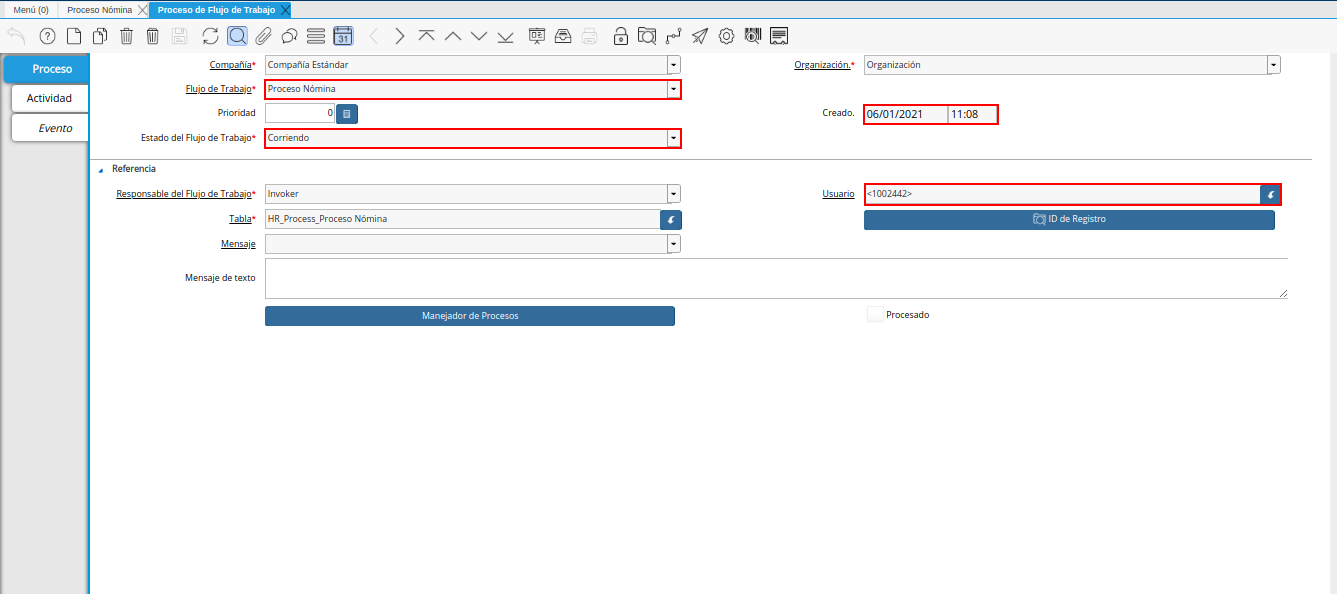 Menú (0) Proceso Nómina Proceso de Flujo de Trabajo
31
Proceso
Actividad
Evento
Compañía* Compañía Estándar Organización.* Organización
Flujo de Trabajo* Proceso Nómina
Prioridad 0 Creado. 06/01/2021 11:08
Estado del Flujo de Trabajo* Corriendo
Referencia
Responsable del Flujo de Trabajo* Invoker Usuario <1002442>
Tabla* HR_Process_Proceso Nómina ID de Registro
Mensaje
Mensaje de texto
Manejador de Procesos Procesado